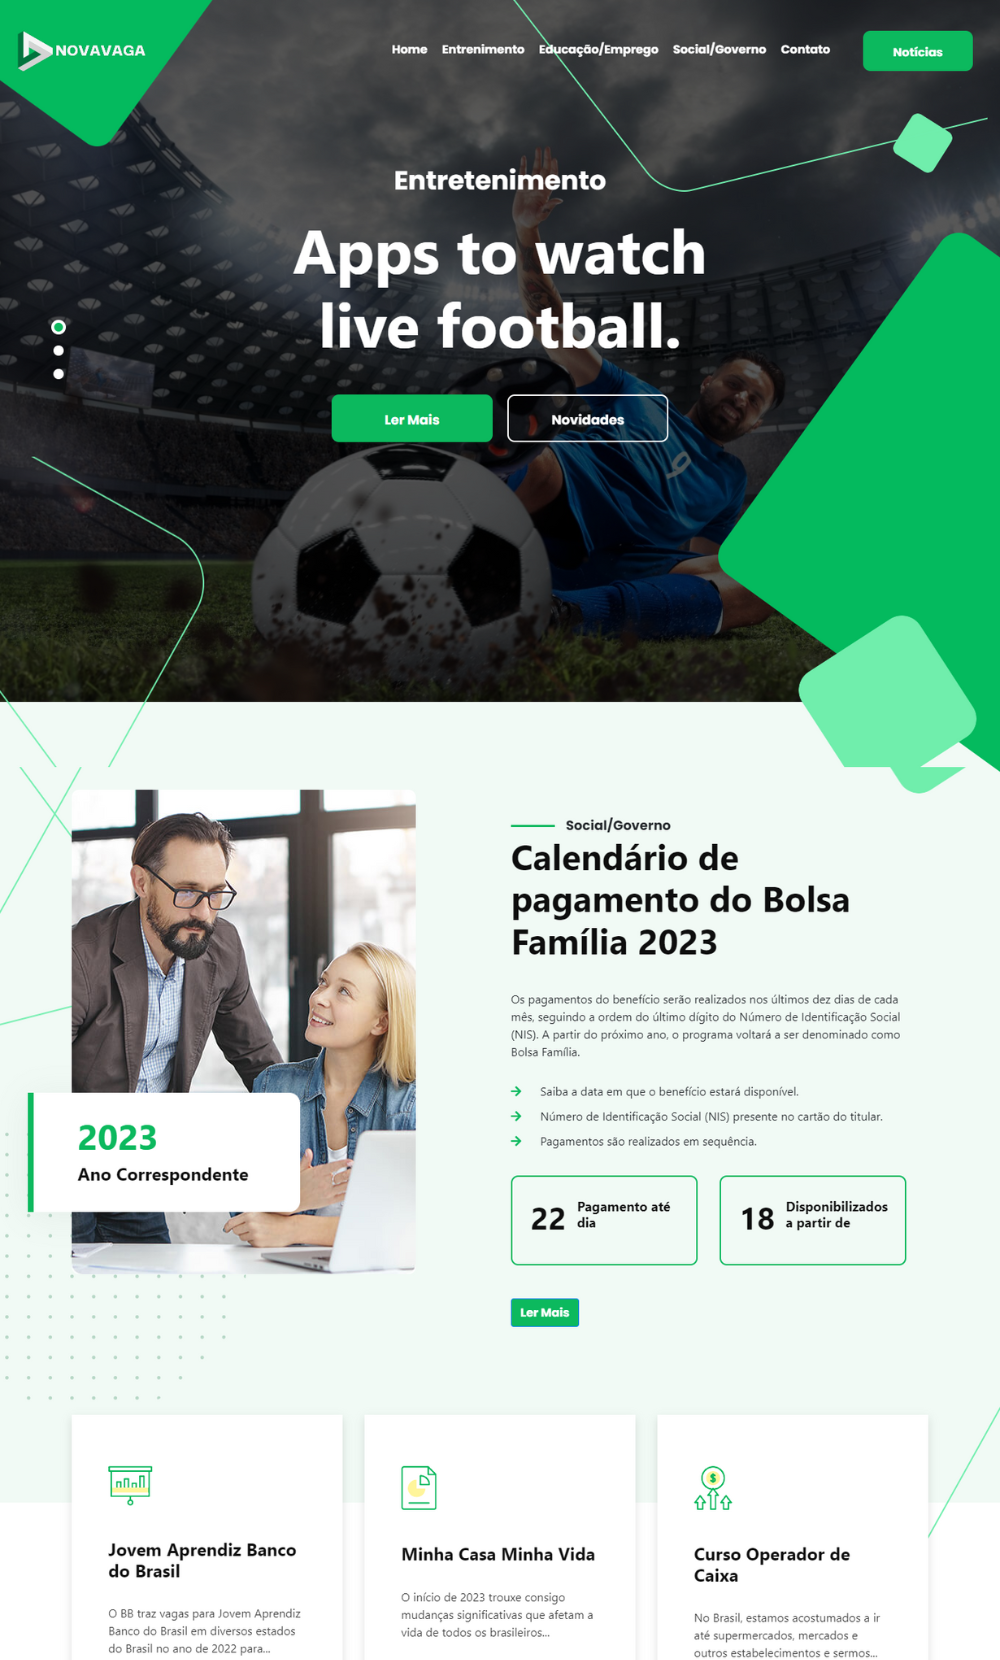 NOVAVAGA
Home Entrenimento Educação/Emprego Social/Governo Contato Notícias
Entretenimento
Apps to watch
live football.
Ler Mais Novidades
Social/Governo
Calendário de
pagamento do Bolsa
Família 2023
Os pagamentos do benefício serão realizados nos últimos dez dias de cada
mês, seguindo a ordem do último dígito do Número de Identificação Social
(NIS). A partir do próximo ano, o programa voltará a ser denominado como
Bolsa Família.
Saiba a data em que o benefício estará disponível.
Número de Identificação Social (NIS) presente no cartão do titular.
Pagamentos são realizados em sequência.
2023
Ano Correspondente
22 Pagamento até
dia
18 Disponibilizados
a partir de
Ler Mais
Jovem Aprendiz Banco
do Brasil
O BB traz vagas para Jovem Aprendiz
Banco do Brasil em diversos estados
do Brasil no ano de 2022 para...
Minha Casa Minha Vida
O início de 2023 trouxe consigo
mudanças significativas que afetam a
vida de todos os brasileiros...
Curso Operador de
Caixa
No Brasil, estamos acostumados a ir
até supermercados, mercados e
outros estabelecimentos e sermos...